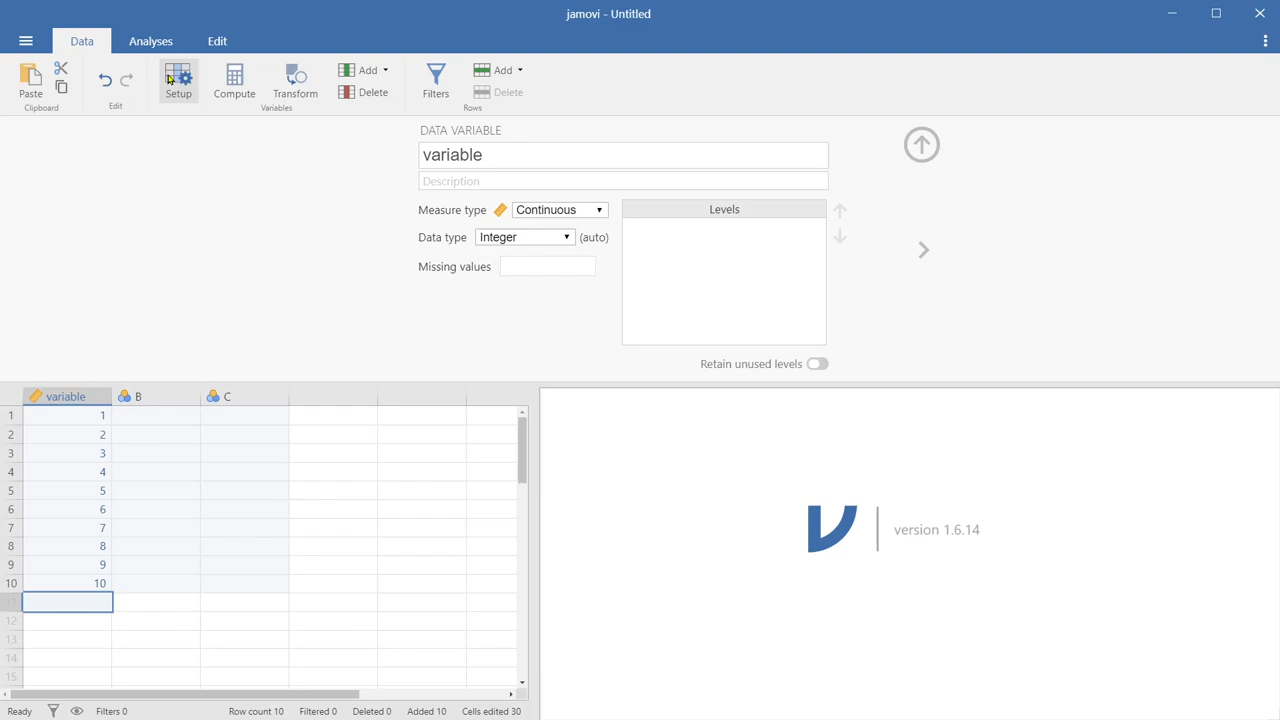 jamovi - Untitled
Data Analyses Edit
Paste Setup Compute Transform Add Delete Filters Add Delete
Clipboard Edit Variables Rows
DATA VARIABLE
variable
Description
Measure type Continuous
Data type Integer (auto)
Missing values
Levels
Retain unused levels
variable B C
1 1
2 2
3 3
4 4
5 5
6 6
7 7
8 8
9 9
10 10
11
12
13
14
15
version 1.6.14
Ready Filters 0 Row count 10 Filtered 0 Deleted 0 Added 10 Cells edited 30